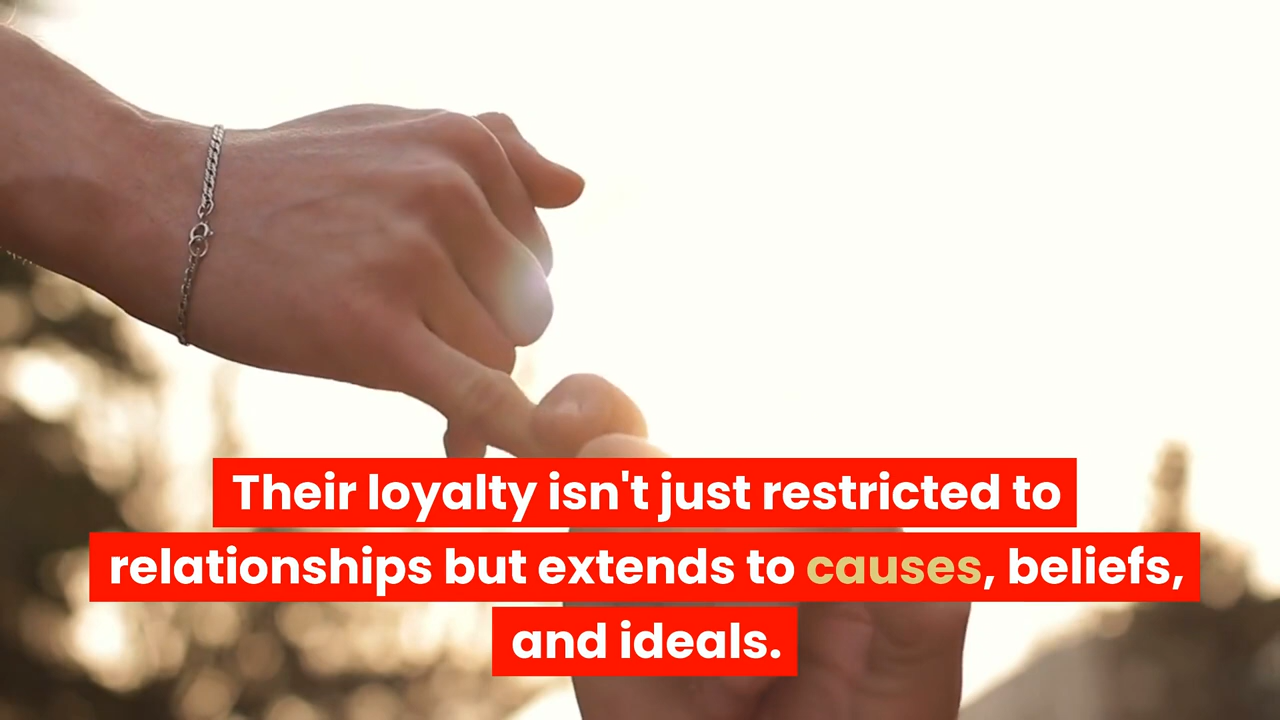 Their loyalty isn't just restricted to
relationships but extends to causes, beliefs,
and ideals.